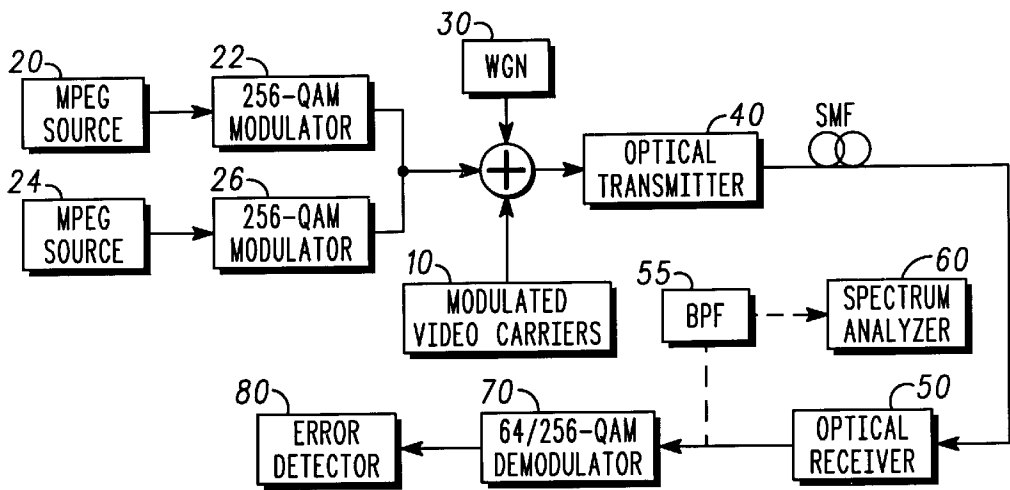 20
MPEG
SOURCE
22
256-QAM
MODULATOR
30
WGN
24
MPEG
SOURCE
26
256-QAM
MODULATOR
40
OPTICAL
TRANSMITTER
SMF
10
MODULATED
VIDEO CARRIERS
55
BPF
60
SPECTRUM
ANALYZER
80
ERROR
DETECTOR
70
64/256-QAM
DEMODULATOR
50
OPTICAL
RECEIVER